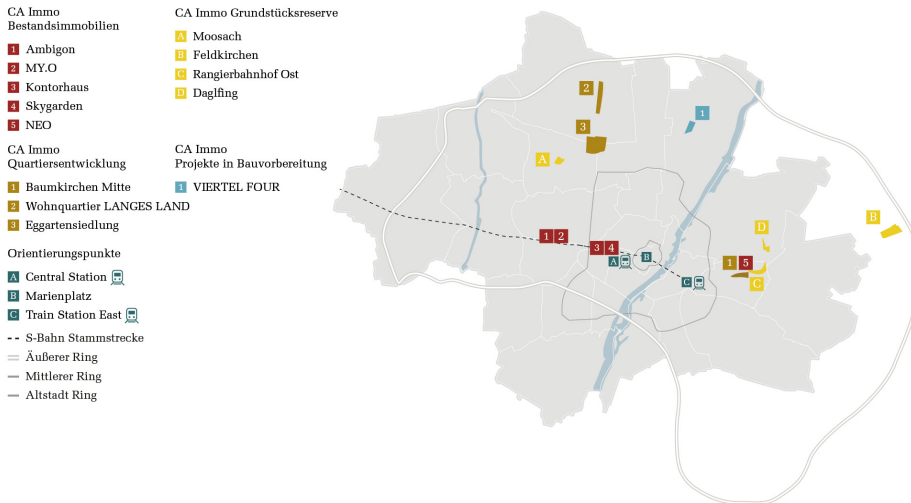 CA Immo
Bestandsimmobilien
1 Ambigon
2 MY.O
3 Kontorhaus
4 Skygarden
5 NEO
CA Immo Grundstücksreserve
A Moosach
B Feldkirchen
C Rangierbahnhof Ost
D Daglfing
CA Immo
Quartiersentwicklung
1 Baumkirchen Mitte
2 Wohnquartier LANGES LAND
3 Eggartensiedlung
CA Immo
Projekte in Bauvorbereitung
1 VIERTEL FOUR
Orientierungspunkte
A Central Station
B Marienplatz
C Train Station East
S-Bahn Stammstrecke
Äußerer Ring
Mittlerer Ring
Altstadt Ring
2
1
3
A
B
D
1 2
3 4
A
B
1 5
C
C